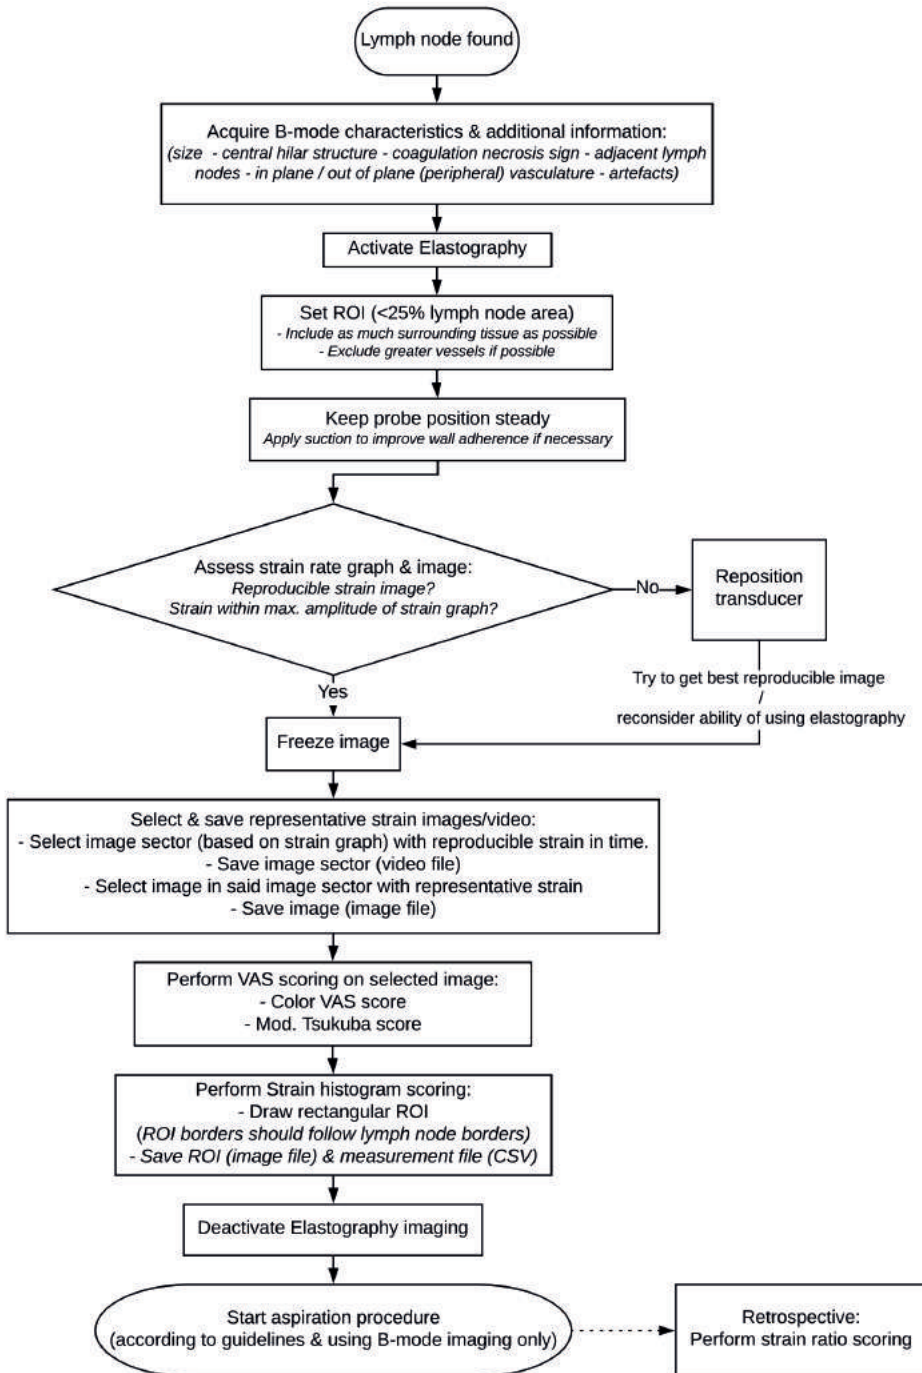 Lymph node found
Acquire B-mode characteristics & additional information:
(size - central hilar structure - coagulation necrosis sign - adjacent lymph
nodes - in plane / out of plane (peripheral) vasculature - artefacts)
Activate Elastography
Set ROI (<25% lymph node area)
- Include as much surrounding tissue as possible
- Exclude greater vessels if possible
Keep probe position steady
Apply suction to improve wall adherence if necessary
Assess strain rate graph & image:
Reproducible strain image?
Strain within max. amplitude of strain graph?
No
Reposition
transducer
Try to get best reproducible image
/
reconsider ability of using elastography
Yes
Freeze image
Select & save representative strain images/video:
- Select image sector (based on strain graph) with reproducible strain in time.
- Save image sector (video file)
- Select image in said image sector with representative strain
- Save image (image file)
Perform VAS scoring on selected image:
- Color VAS score
- Mod. Tsukuba score
Perform Strain histogram scoring:
- Draw rectangular ROI
(ROI borders should follow lymph node borders)
- Save ROI (image file) & measurement file (CSV)
Deactivate Elastography imaging
Start aspiration procedure
(according to guidelines & using B-mode imaging only)
Retrospective:
Perform strain ratio scoring